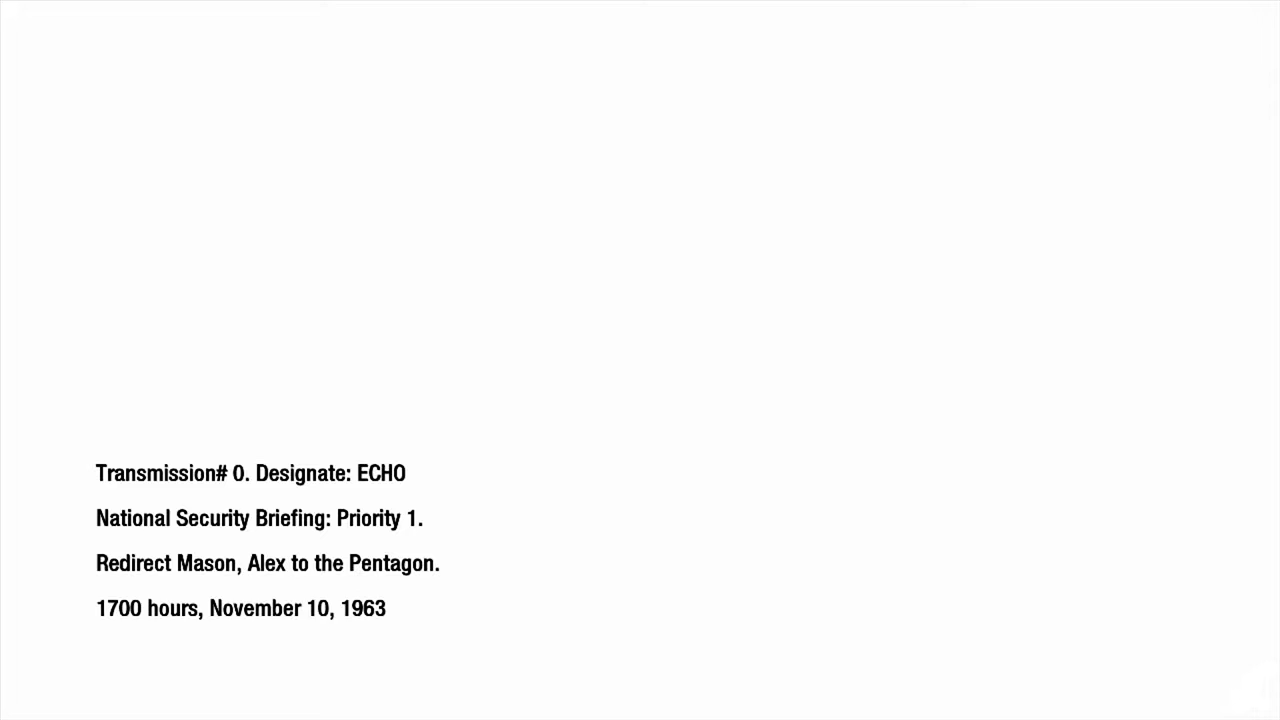 Transmission# 0. Designate: ECHO
National Security Briefing: Priority 1.
Redirect Mason, Alex to the Pentagon.
1700 hours, November 10, 1963